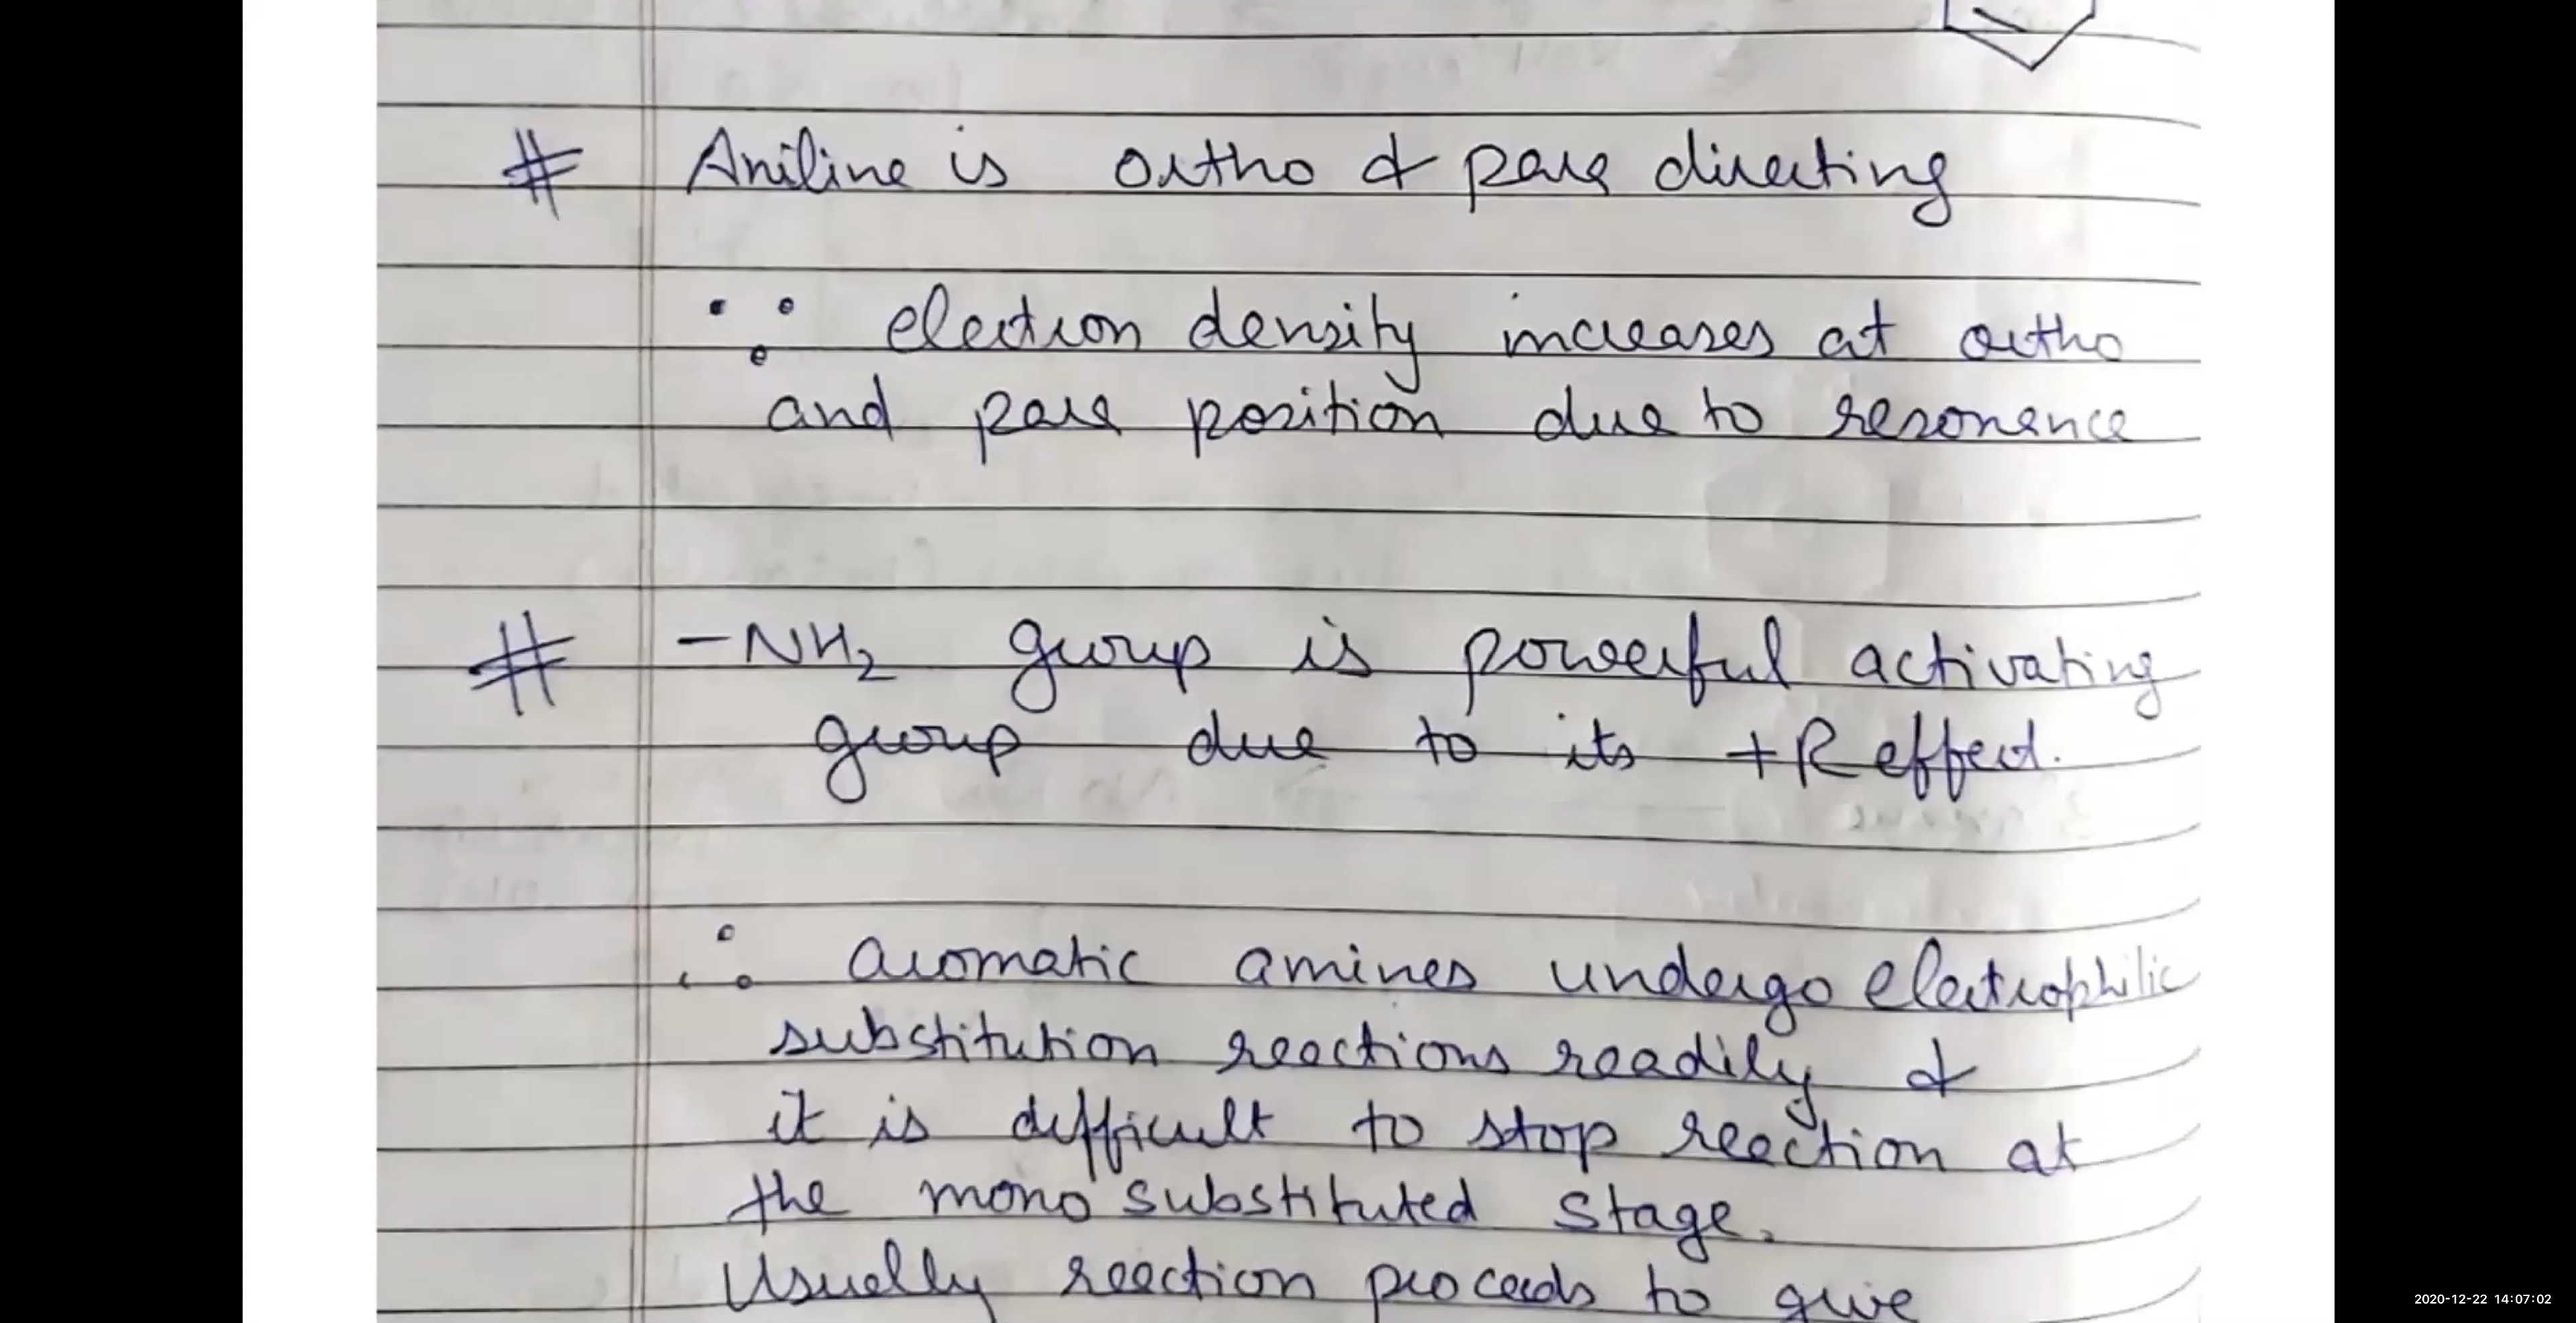 # Aniline is ortho & para directing
∵ electron density increases at ortho
and para position due to resonence
# -NH₂ group is powerful activating
group due to its +R effect.
∴ aromatic amines undergo electrophilic
substitution reactions readily &
it is difficult to stop reaction at
the mono substituted stage.
Usually reaction proceeds to give
2020-12-22 14:07:02